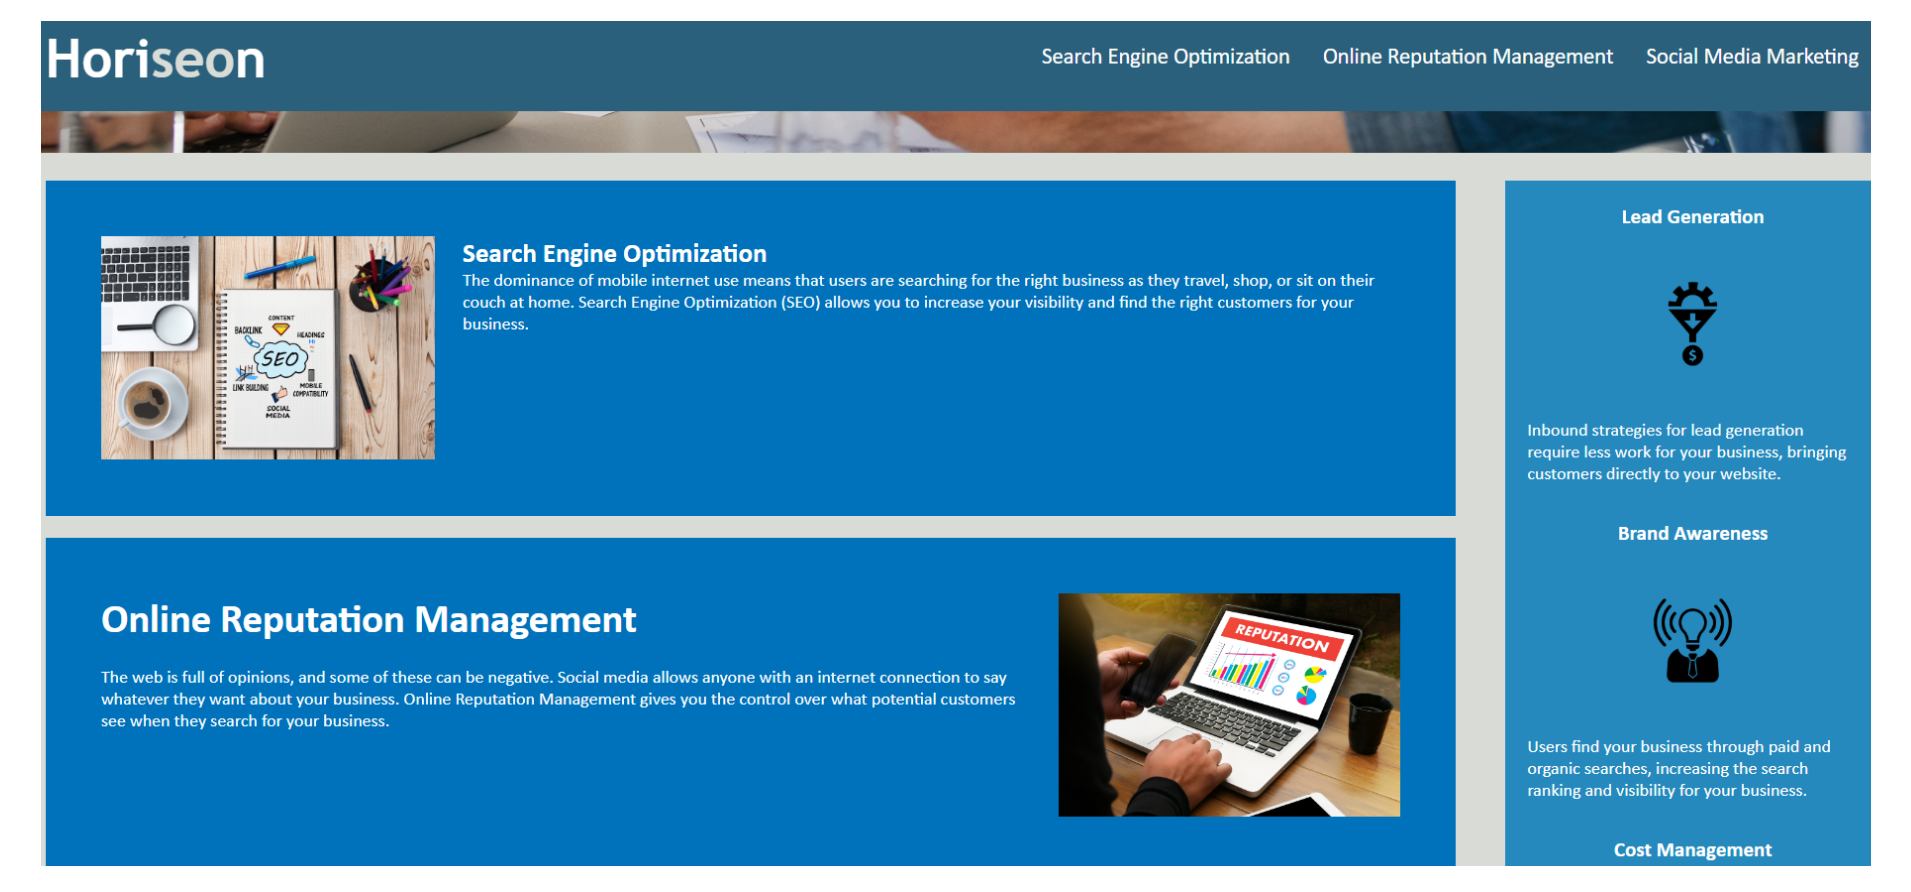 Horiseon
Search Engine Optimization
Online Reputation Management
Social Media Marketing
CONTENT
BACKLINK
HEADINGS
H1
SEO
LINK BUILDING
MOBILE
COMPATIBILITY
SOCIAL
MEDIA
Search Engine Optimization
The dominance of mobile internet use means that users are searching for the right business as they travel, shop, or sit on their
couch at home. Search Engine Optimization (SEO) allows you to increase your visibility and find the right customers for your
business.
Online Reputation Management
The web is full of opinions, and some of these can be negative. Social media allows anyone with an internet connection to say
whatever they want about your business. Online Reputation Management gives you the control over what potential customers
see when they search for your business.
REPUTATION
Lead Generation
$
Inbound strategies for lead generation
require less work for your business, bringing
customers directly to your website.
Brand Awareness
Users find your business through paid and
organic searches, increasing the search
ranking and visibility for your business.
Cost Management